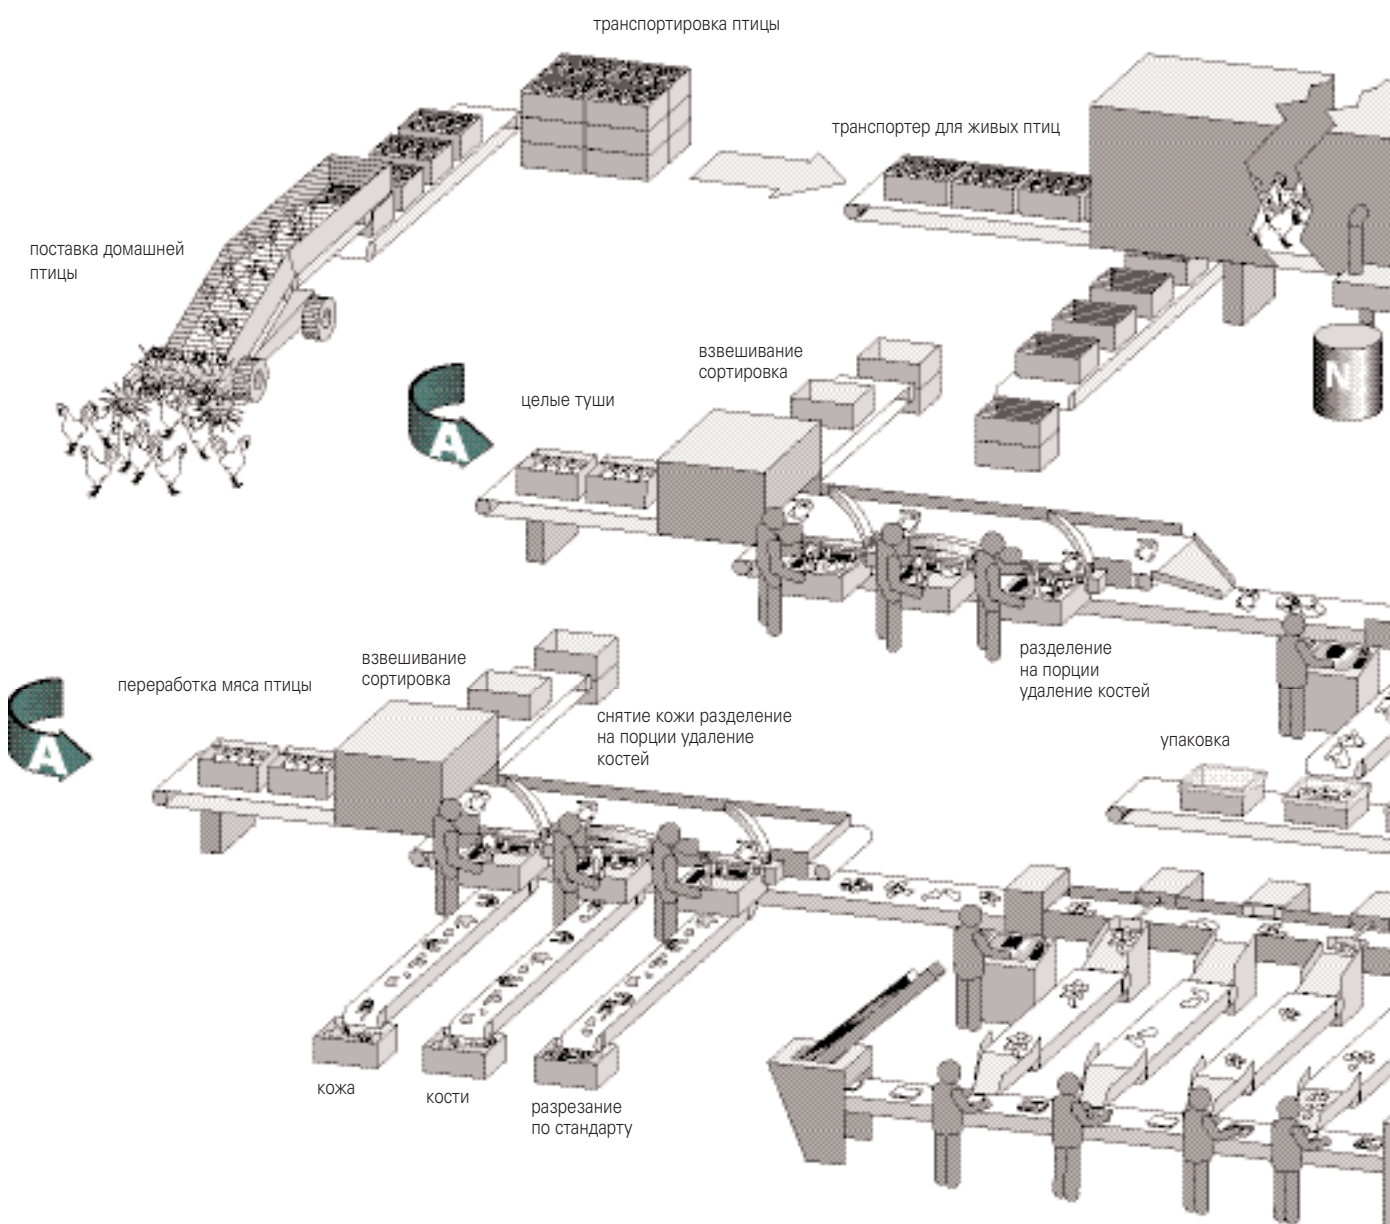 транспортировка птицы
транспортер для живых птиц
поставка домашней
птицы
взвешивание
сортировка
целые туши
N
A
разделение
на порции
удаление костей
взвешивание
сортировка
переработка мяса птицы
снятие кожи разделение
на порции удаление
костей
упаковка
A
кожа
кости
разрезание
по стандарту